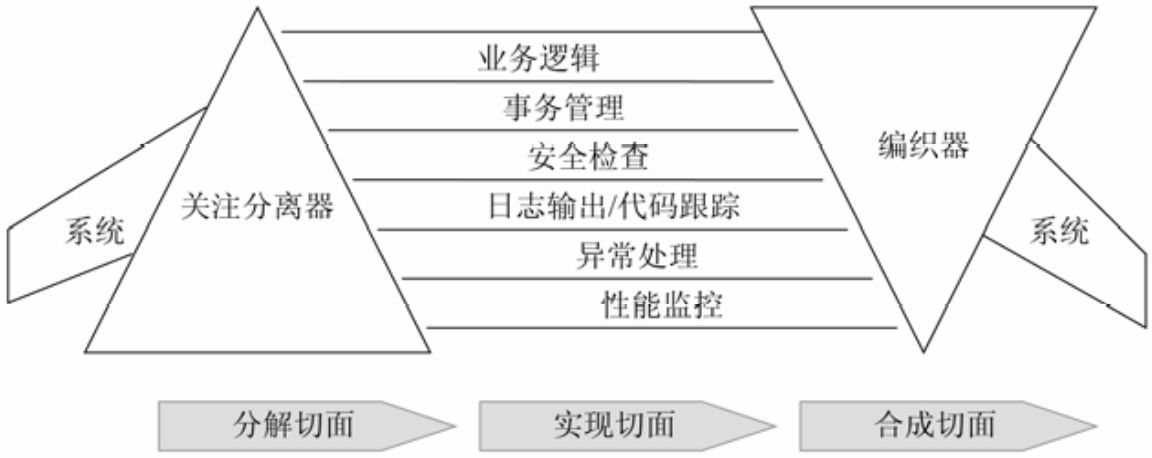 业务逻辑
事务管理
安全检查
编织器
日志输出/代码跟踪
关注分离器
系统
系统
异常处理
性能监控
分解切面
实现切面
合成切面